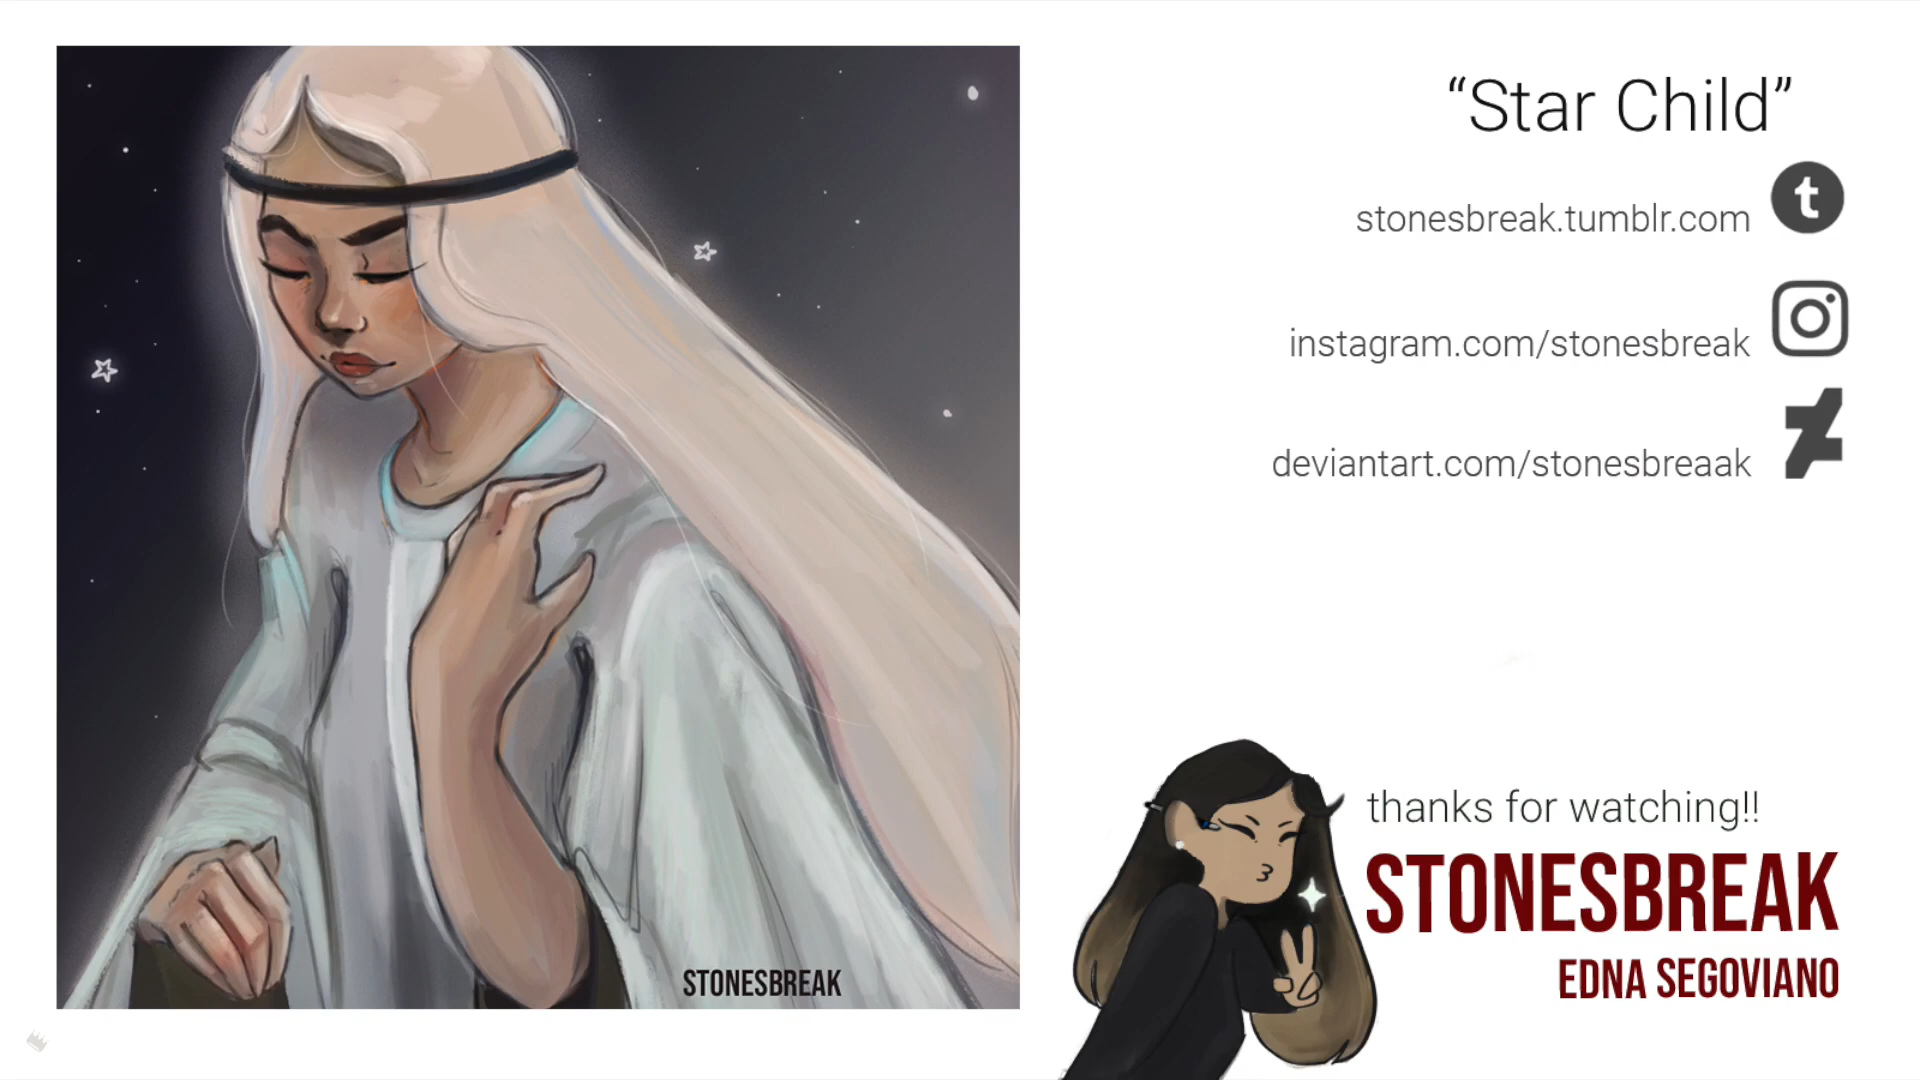 “Star Child”
stonesbreak.tumblr.com
instagram.com/stonesbreak
deviantart.com/stonesbreaak
thanks for watching!!
STONESBREAK
EDNA SEGOVIANO
STONESBREAK